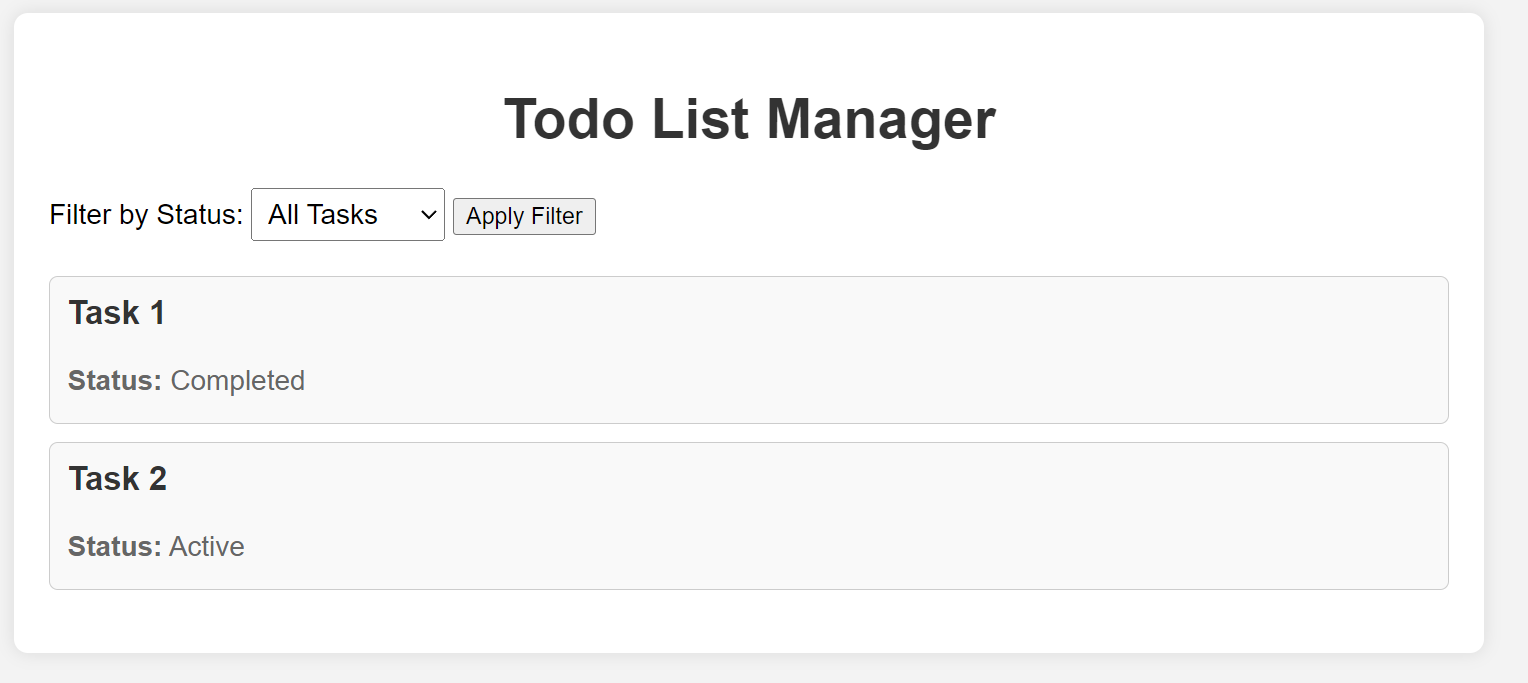 Todo List Manager
Filter by Status: All Tasks Apply Filter
Task 1
Status: Completed
Task 2
Status: Active